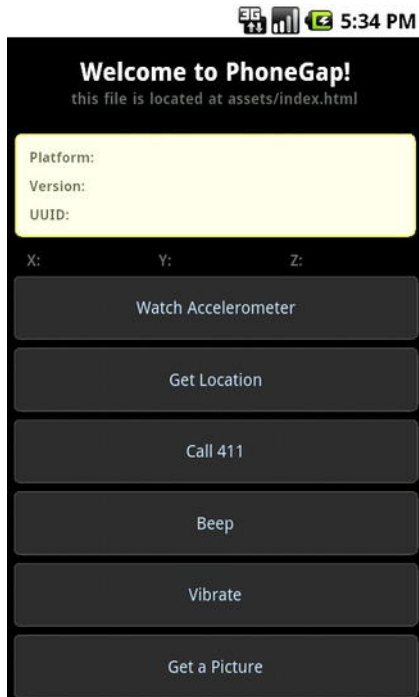 3G 5:34 PM
Welcome to PhoneGap!
this file is located at assets/index.html
Platform:
Version:
UUID:
X: Y: Z:
Watch Accelerometer
Get Location
Call 411
Beep
Vibrate
Get a Picture